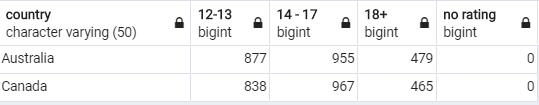 country 12-13 14 - 17 18+ no rating
character varying (50) bigint bigint bigint bigint
Australia 877 955 479 0
Canada 838 967 465 0